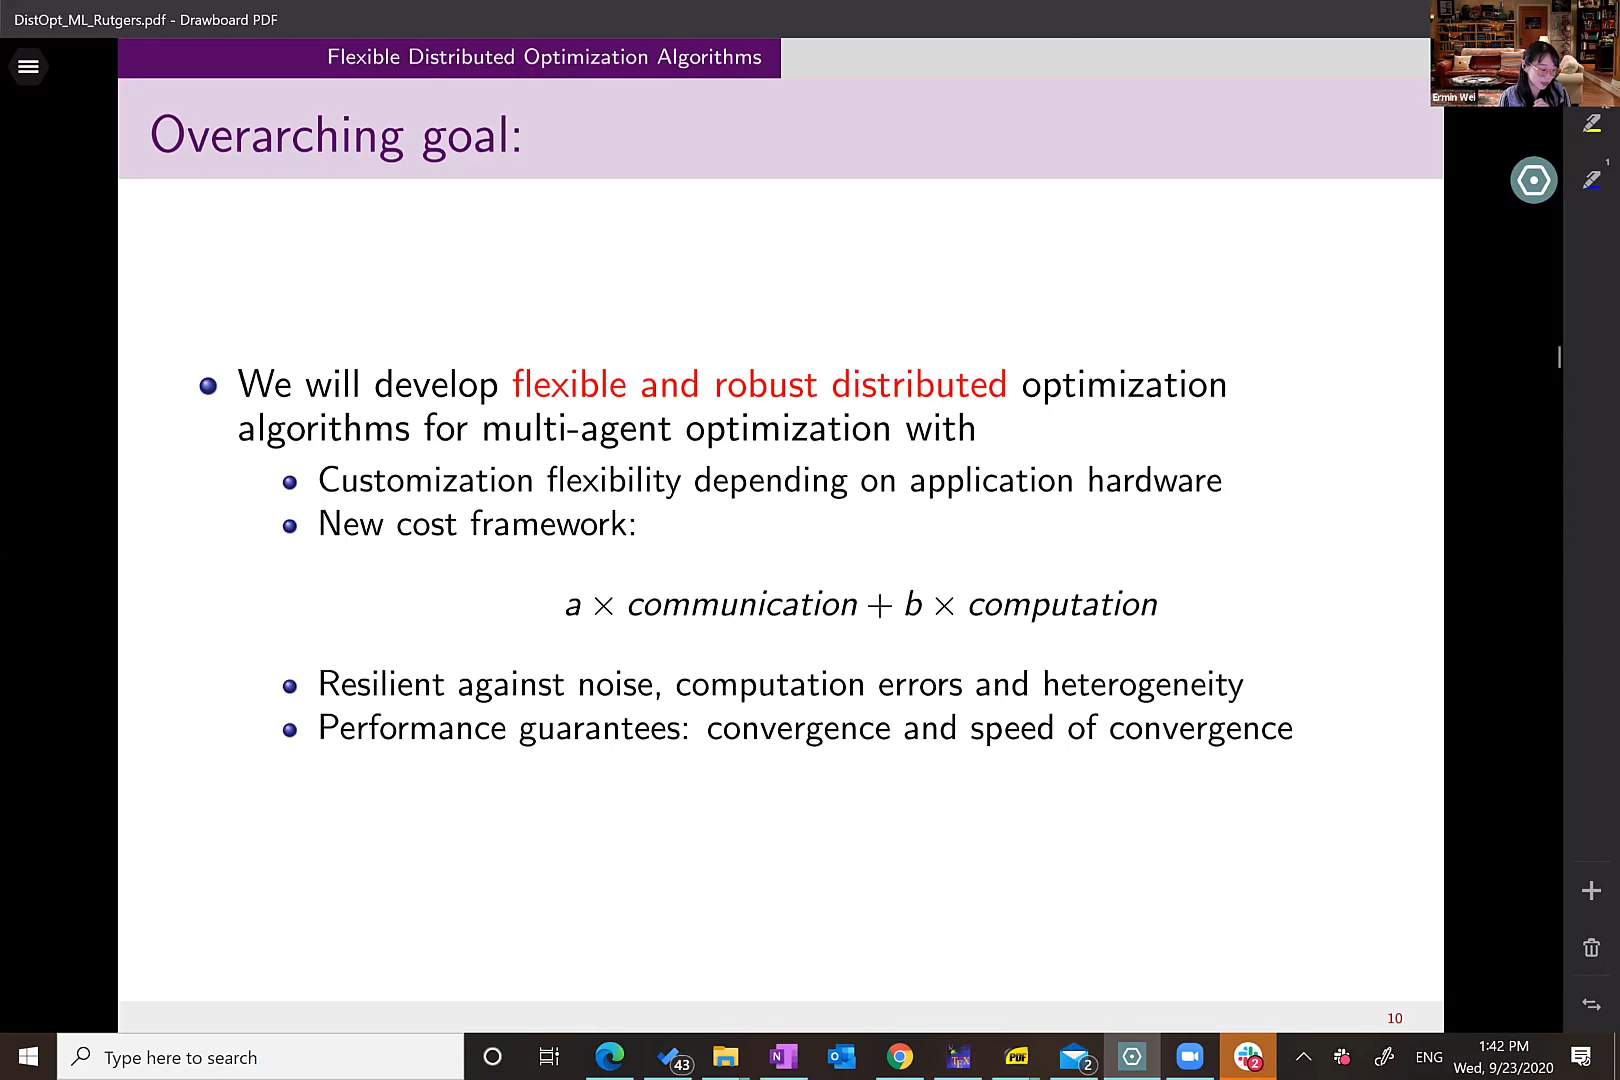 DistOpt_ML_Rutgers.pdf - Drawboard PDF
Flexible Distributed Optimization Algorithms
Ermin Wei
Overarching goal:
1
We will develop flexible and robust distributed optimization
algorithms for multi-agent optimization with
Customization flexibility depending on application hardware
New cost framework:
a × communication + b × computation
Resilient against noise, computation errors and heterogeneity
Performance guarantees: convergence and speed of convergence
10
Type here to search
43
N
o
TEX
PDF
2
2
ENG
1:42 PM
Wed, 9/23/2020